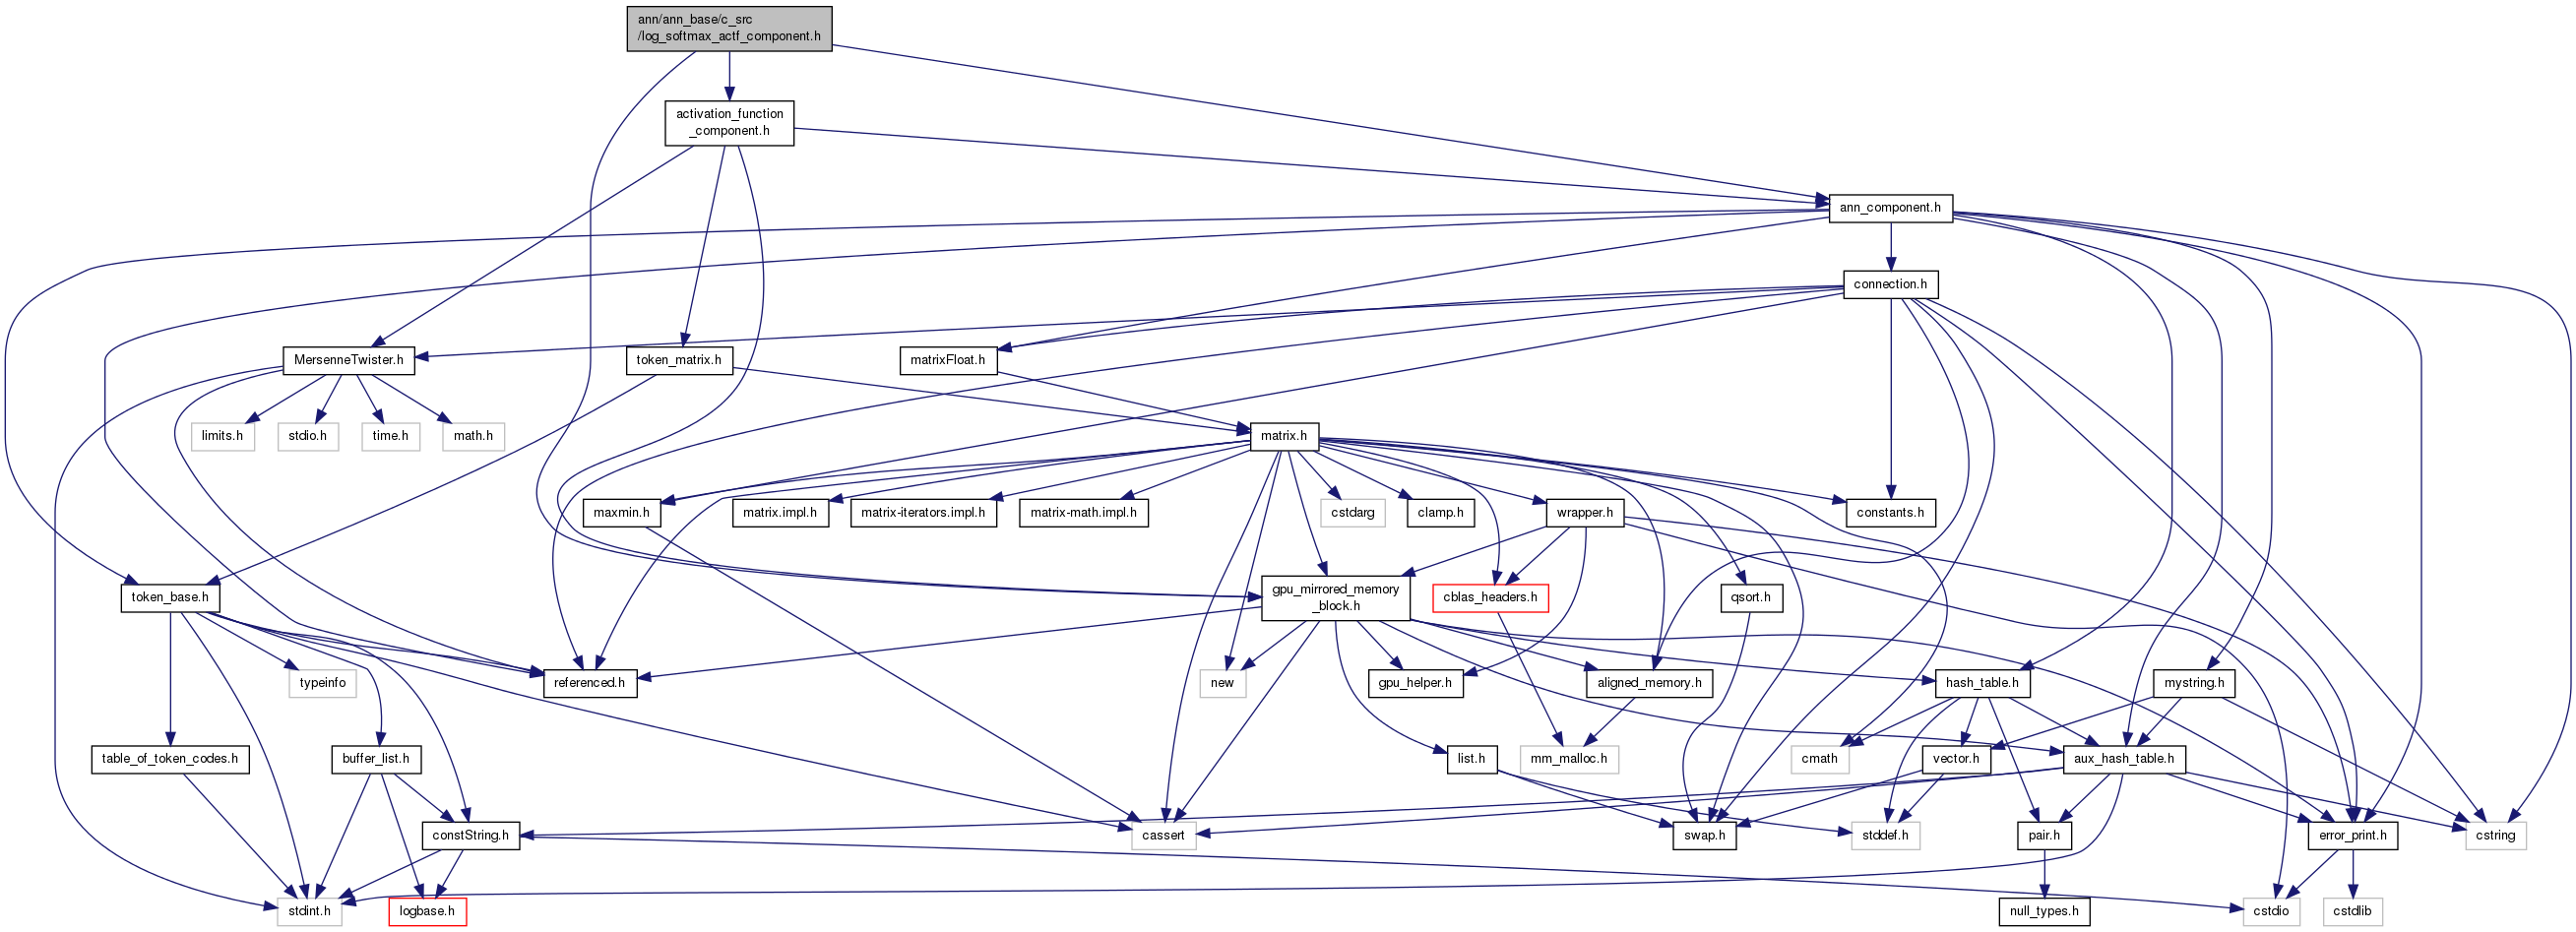 ann/ann_base/c_src
/log_softmax_actf_component.h
activation_function
_component.h
ann_component.h
connection.h
MersenneTwister.h
token_matrix.h
matrixFloat.h
limits.h
stdio.h
time.h
math.h
matrix.h
maxmin.h
matrix.impl.h
matrix-iterators.impl.h
matrix-math.impl.h
cstdarg
clamp.h
wrapper.h
constants.h
token_base.h
gpu_mirrored_memory
_block.h
cblas_headers.h
qsort.h
typeinfo
referenced.h
new
gpu_helper.h
aligned_memory.h
hash_table.h
mystring.h
table_of_token_codes.h
buffer_list.h
list.h
mm_malloc.h
cmath
vector.h
aux_hash_table.h
constString.h
cassert
swap.h
stddef.h
pair.h
error_print.h
cstring
stdint.h
logbase.h
null_types.h
cstdio
cstdlib